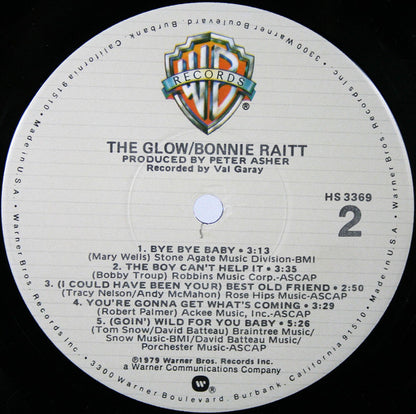 3300 Warner Boulevard, Burbank, California 91510 • Made in U.S.A. • Warner Bros. Records Inc. • 3300 Warner Boulevard, Burbank, California 91510 • Made in U.S.A. • Warner Bros. Records Inc. •
WB
RECORDS
®
THE GLOW/BONNIE RAITT
PRODUCED BY PETER ASHER
Recorded by Val Garay
HS 3369
2
1. BYE BYE BABY • 3:13
(Mary Wells) Stone Agate Music Division-BMI
2. THE BOY CAN'T HELP IT • 3:35
(Bobby Troup) Robbins Music Corp.-ASCAP
3. (I COULD HAVE BEEN YOUR) BEST OLD FRIEND • 2:50
(Tracy Nelson/Andy McMahon) Rose Hips Music-ASCAP
4. YOU'RE GONNA GET WHAT'S COMING • 3:29
(Robert Palmer) Ackee Music, Inc.-ASCAP
5. (GOIN') WILD FOR YOU BABY • 5:26
(Tom Snow/David Batteau) Braintree Music/
Snow Music-BMI/David Batteau Music/
Porchester Music-ASCAP
℗1979 Warner Bros. Records Inc.
a Warner Communications Company